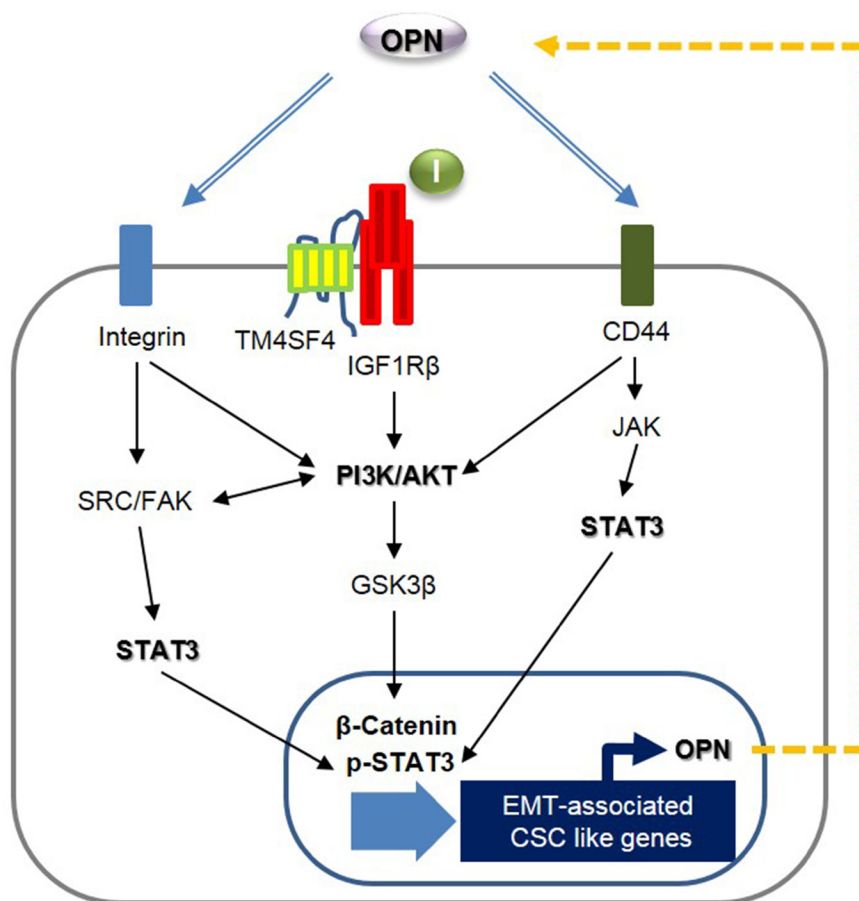 OPN
I
Integrin
TM4SF4
IGF1Rβ
CD44
JAK
PI3K/AKT
SRC/FAK
STAT3
GSK3β
STAT3
β-Catenin
p-STAT3
OPN
EMT-associated
CSC like genes